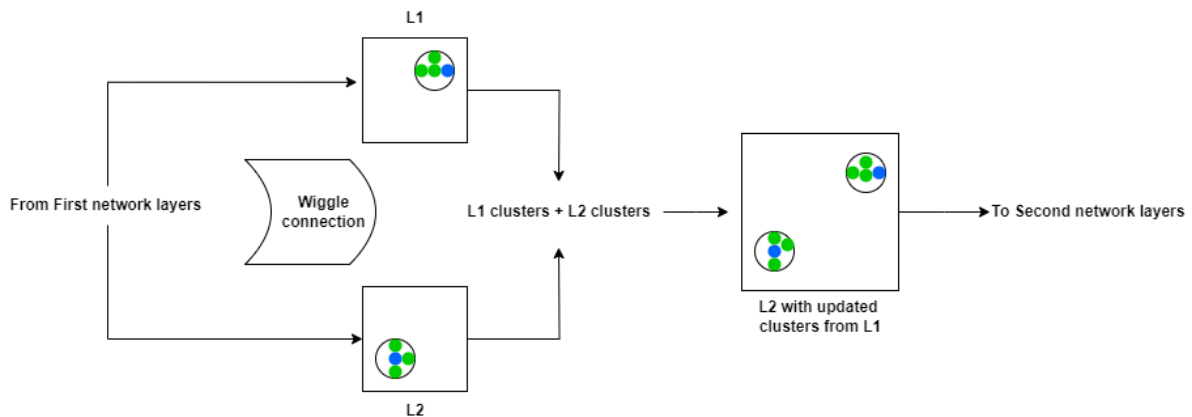 L1
From First network layers
Wiggle
connection
L1 clusters + L2 clusters
To Second network layers
L2 with updated
clusters from L1
L2